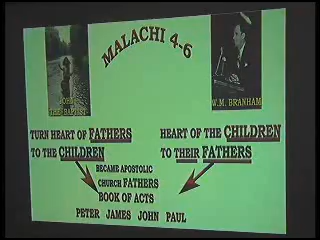 MALACHI 4-6
JOHN
THE BAPTIST
W.M. BRANHAM
TURN HEART OF FATHERS
TO THE CHILDREN
HEART OF THE CHILDREN
TO THEIR FATHERS
BECAME APOSTOLIC
CHURCH FATHERS
BOOK OF ACTS
PETER JAMES JOHN PAUL